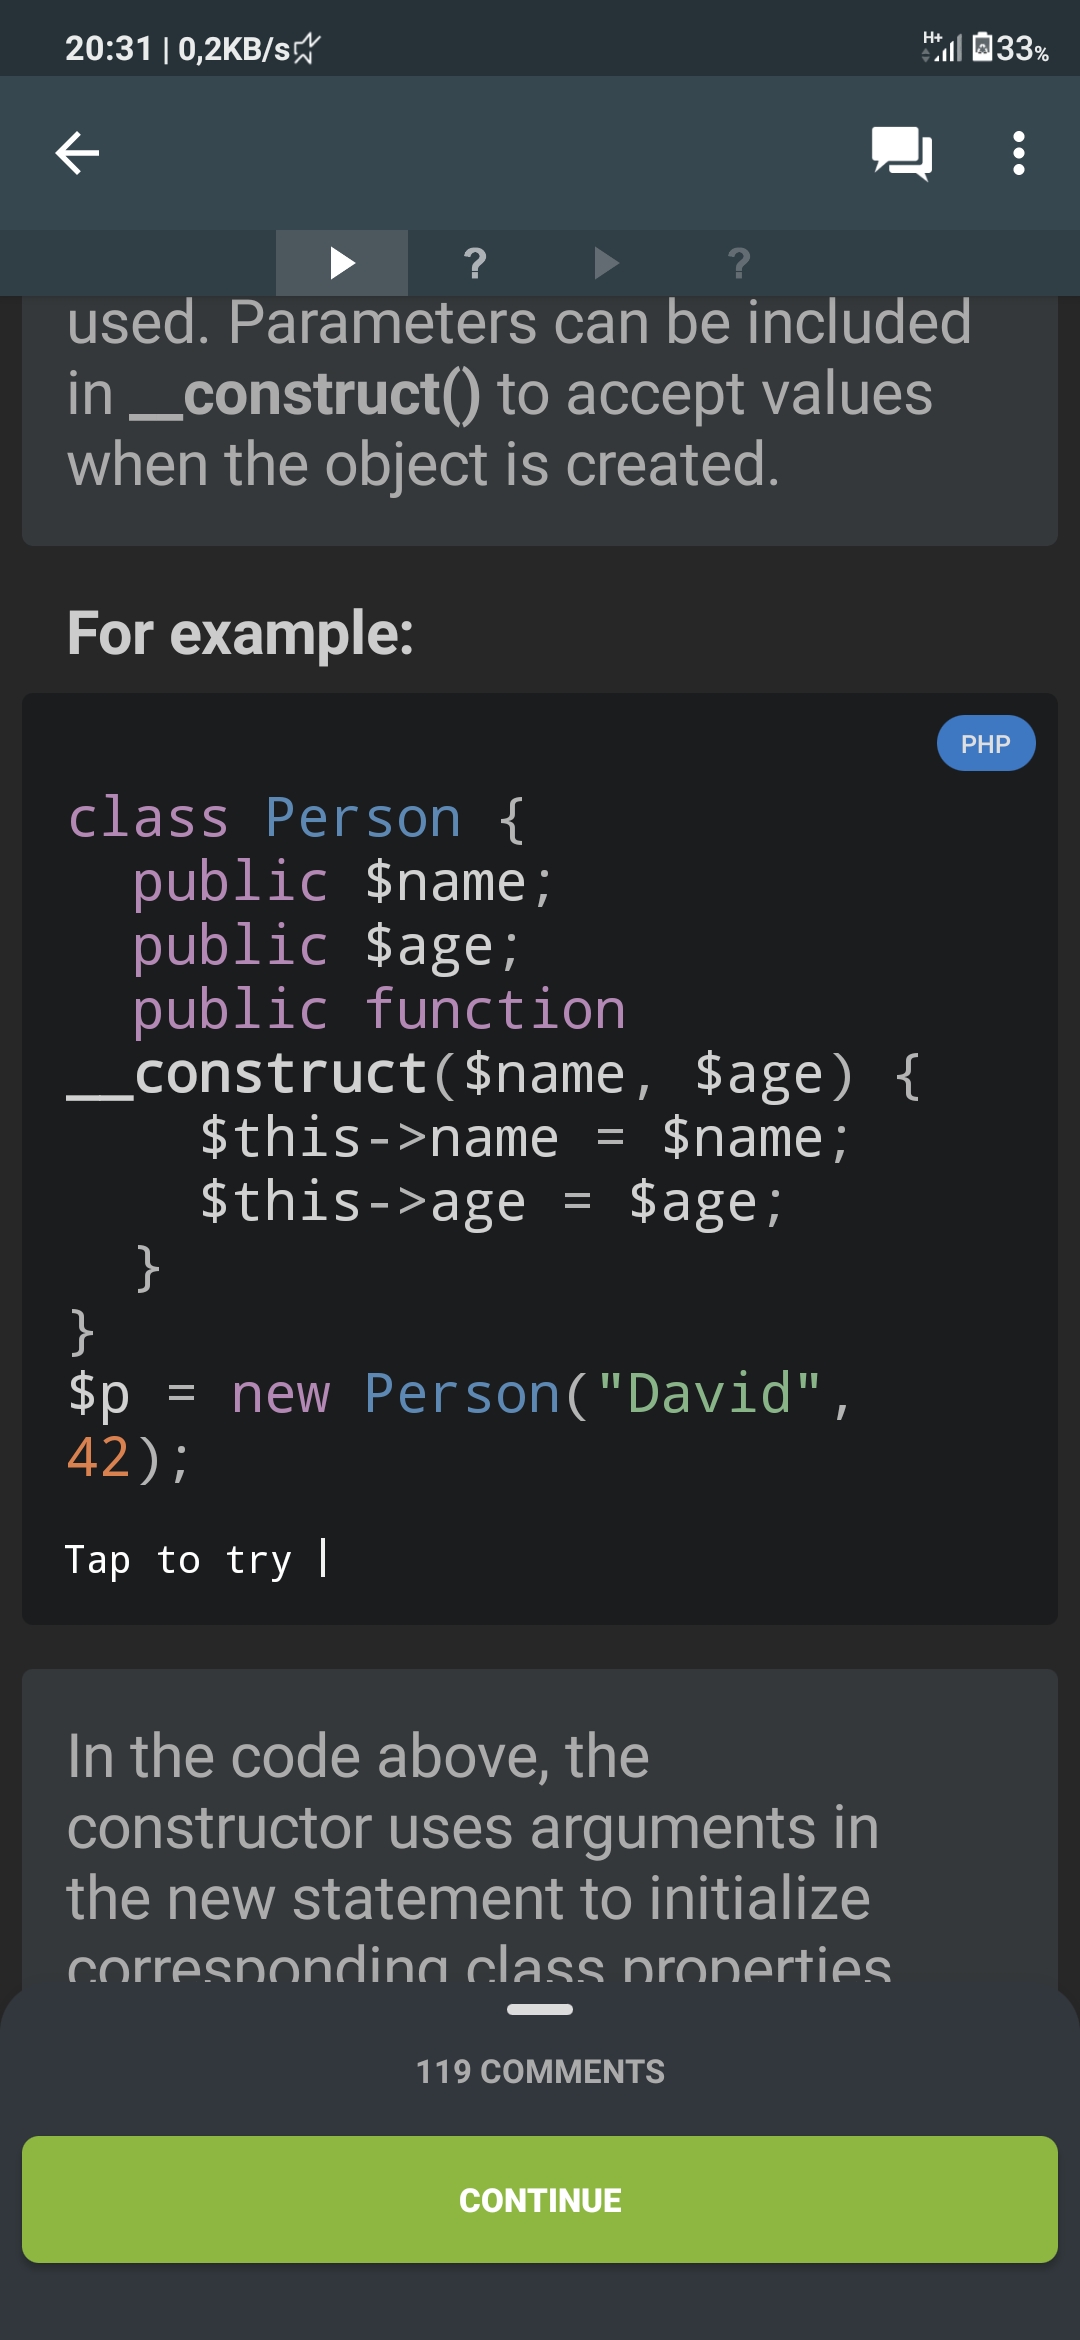 20:31 | 0,2KB/s
H+ 33%
? ?
used. Parameters can be included
in __construct() to accept values
when the object is created.
For example:
PHP
class Person {
public $name;
public $age;
public function
__construct($name, $age) {
$this->name = $name;
$this->age = $age;
}
}
$p = new Person("David",
42);
Tap to try |
In the code above, the
constructor uses arguments in
the new statement to initialize
corresponding class properties
119 COMMENTS
CONTINUE